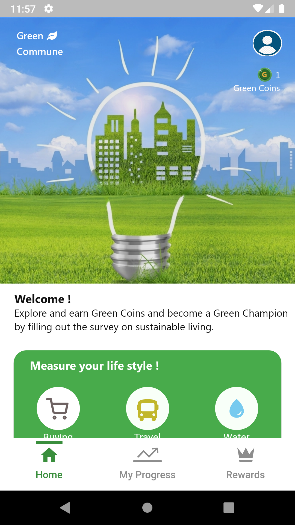 11:57
Green
Commune
G 1
Green Coins
Welcome !
Explore and earn Green Coins and become a Green Champion
by filling out the survey on sustainable living.
Measure your life style !
Buying Travel Water
Home My Progress Rewards